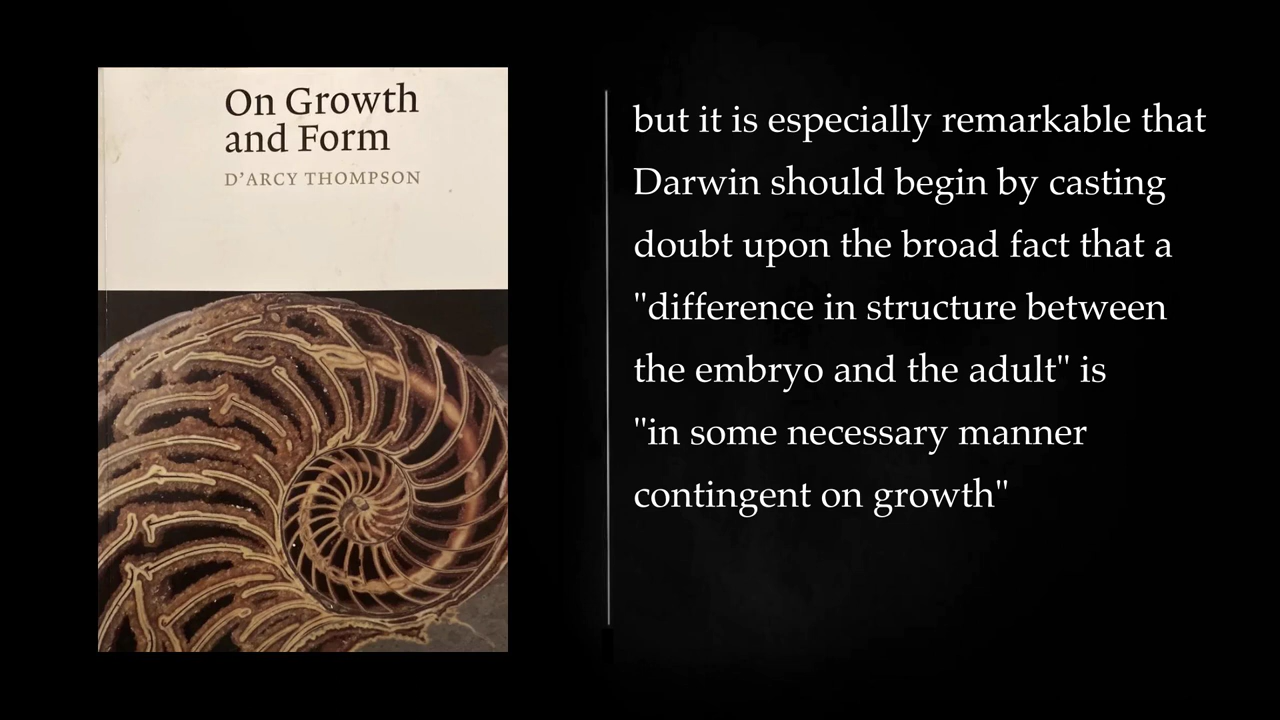 On Growth
and Form
D'ARCY THOMPSON
but it is especially remarkable that
Darwin should begin by casting
doubt upon the broad fact that a
"difference in structure between
the embryo and the adult" is
"in some necessary manner
contingent on growth"